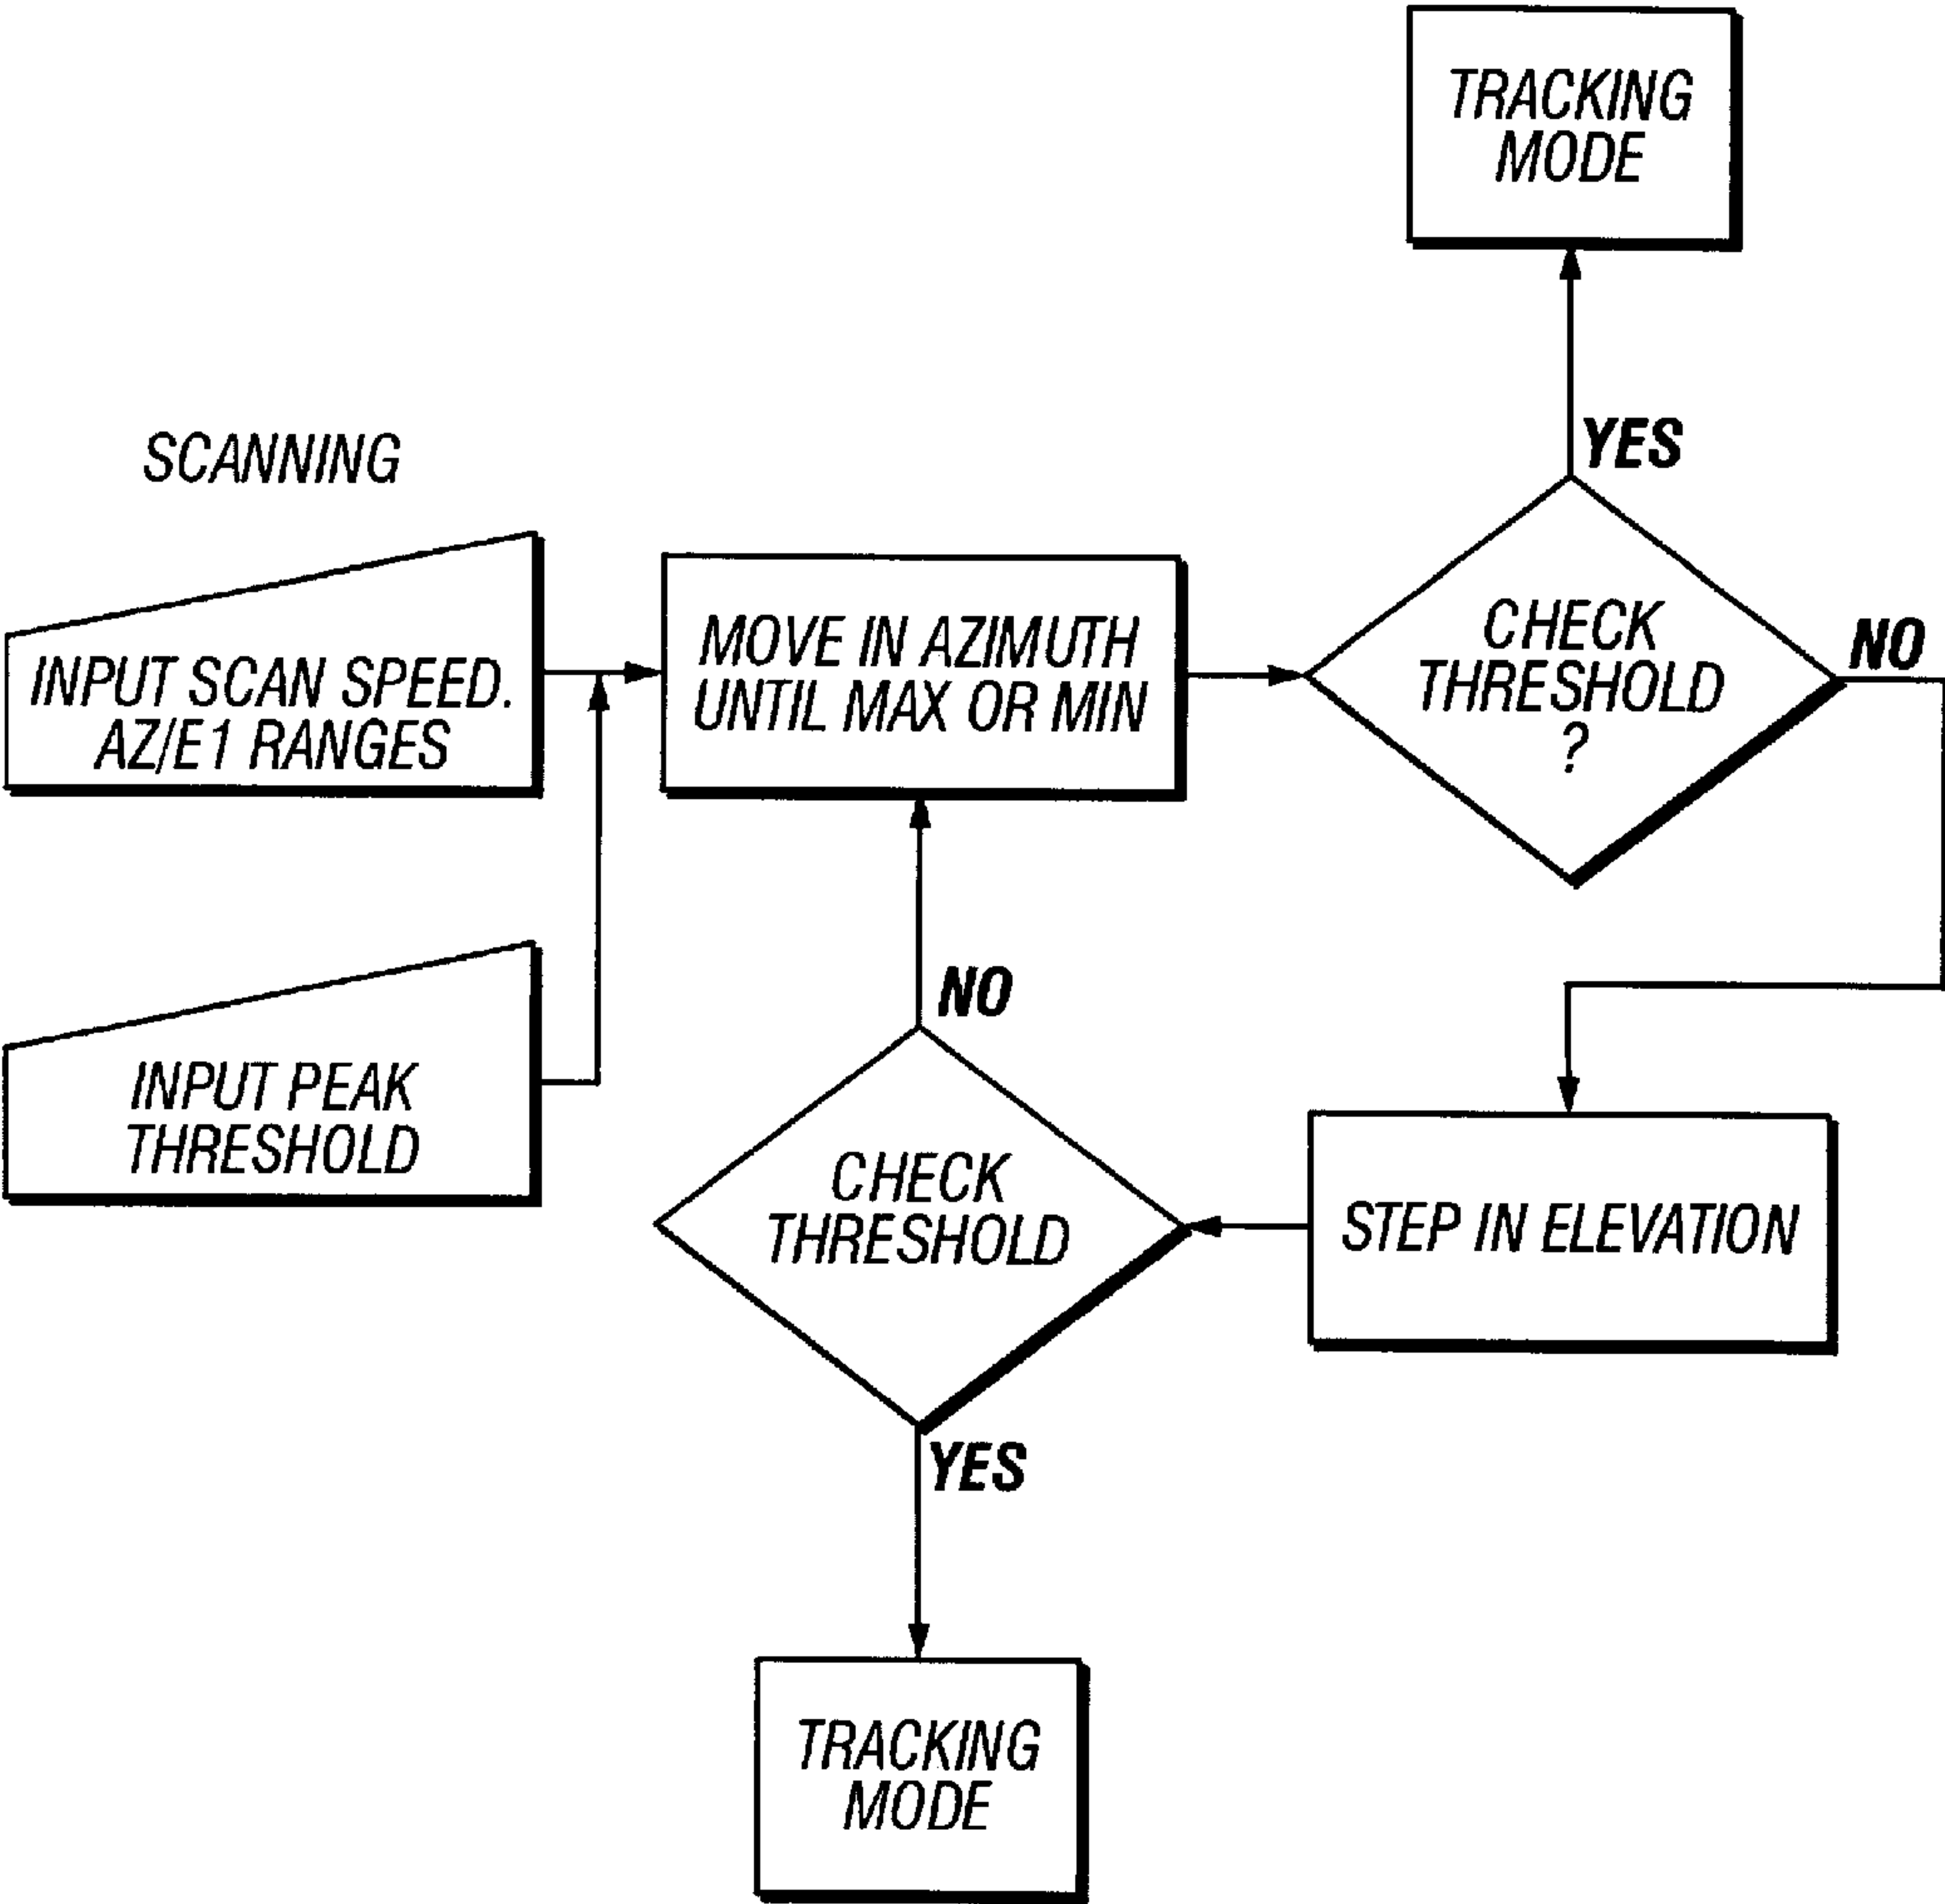 TRACKING
MODE
YES
SCANNING
INPUT SCAN SPEED.
AZ/E1 RANGES
MOVE IN AZIMUTH
UNTIL MAX OR MIN
CHECK
THRESHOLD
?
NO
INPUT PEAK
THRESHOLD
NO
CHECK
THRESHOLD
STEP IN ELEVATION
YES
TRACKING
MODE